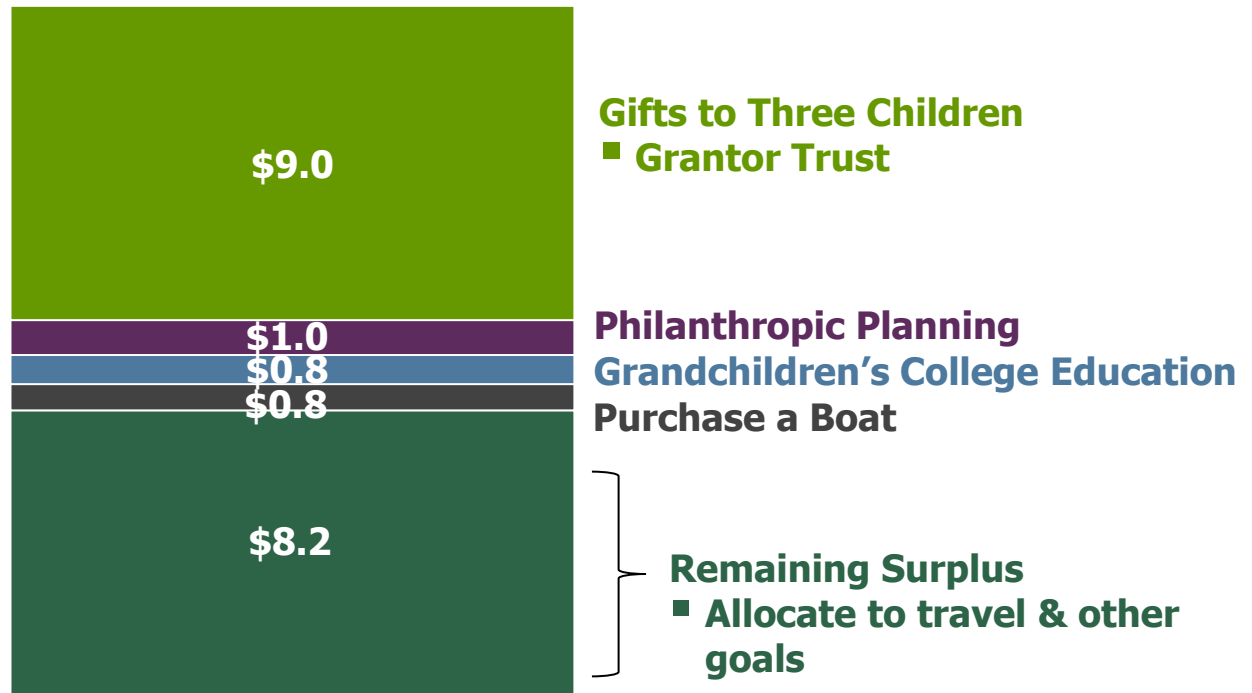 $9.0
Gifts to Three Children
▪ Grantor Trust
$1.0
Philanthropic Planning
$0.8
Grandchildren’s College Education
$0.8
Purchase a Boat
$8.2
Remaining Surplus
▪ Allocate to travel & other
goals